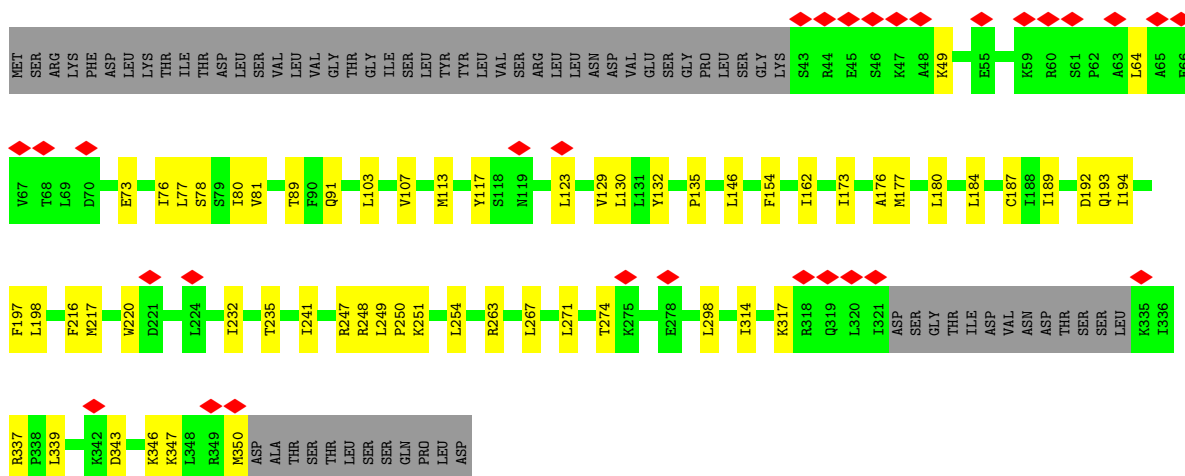 MET SER ARG LYS PHE ASP LEU LYS THR ILE THR ASP LEU SER VAL LEU VAL GLY THR GLY ILE SER LEU TYR TYR LEU VAL SER ARG LEU LEU ASN ASP VAL GLU SER GLY PRO LEU SER GLY LYS S43 R44 E45 S46 K47 A48 K49 E55 K59 R60 S61 P62 A63 L64 A65 E66
V67 T68 L69 D70 E73 I76 L77 S78 S79 I80 V81 T89 F90 Q91 L103 V107 M113 Y117 S118 N119 L123 V129 L130 L131 Y132 P135 L146 F154 I162 I173 A176 M177 L180 L184 C187 I188 I189 D192 Q193 I194
F197 L198 F216 M217 W220 D221 L224 I232 T235 I241 R247 R248 L249 P250 K251 L254 R263 L267 L271 T274 K275 E278 L298 I314 K317 R318 Q319 L320 I321 ASP SER GLY THR ILE ASP VAL ASN ASP THR SER SER LEU K335 I336
R337 P338 L339 K342 D343 K346 K347 L348 R349 M350 ASP ALA THR SER THR LEU SER SER GLN PRO LEU ASP